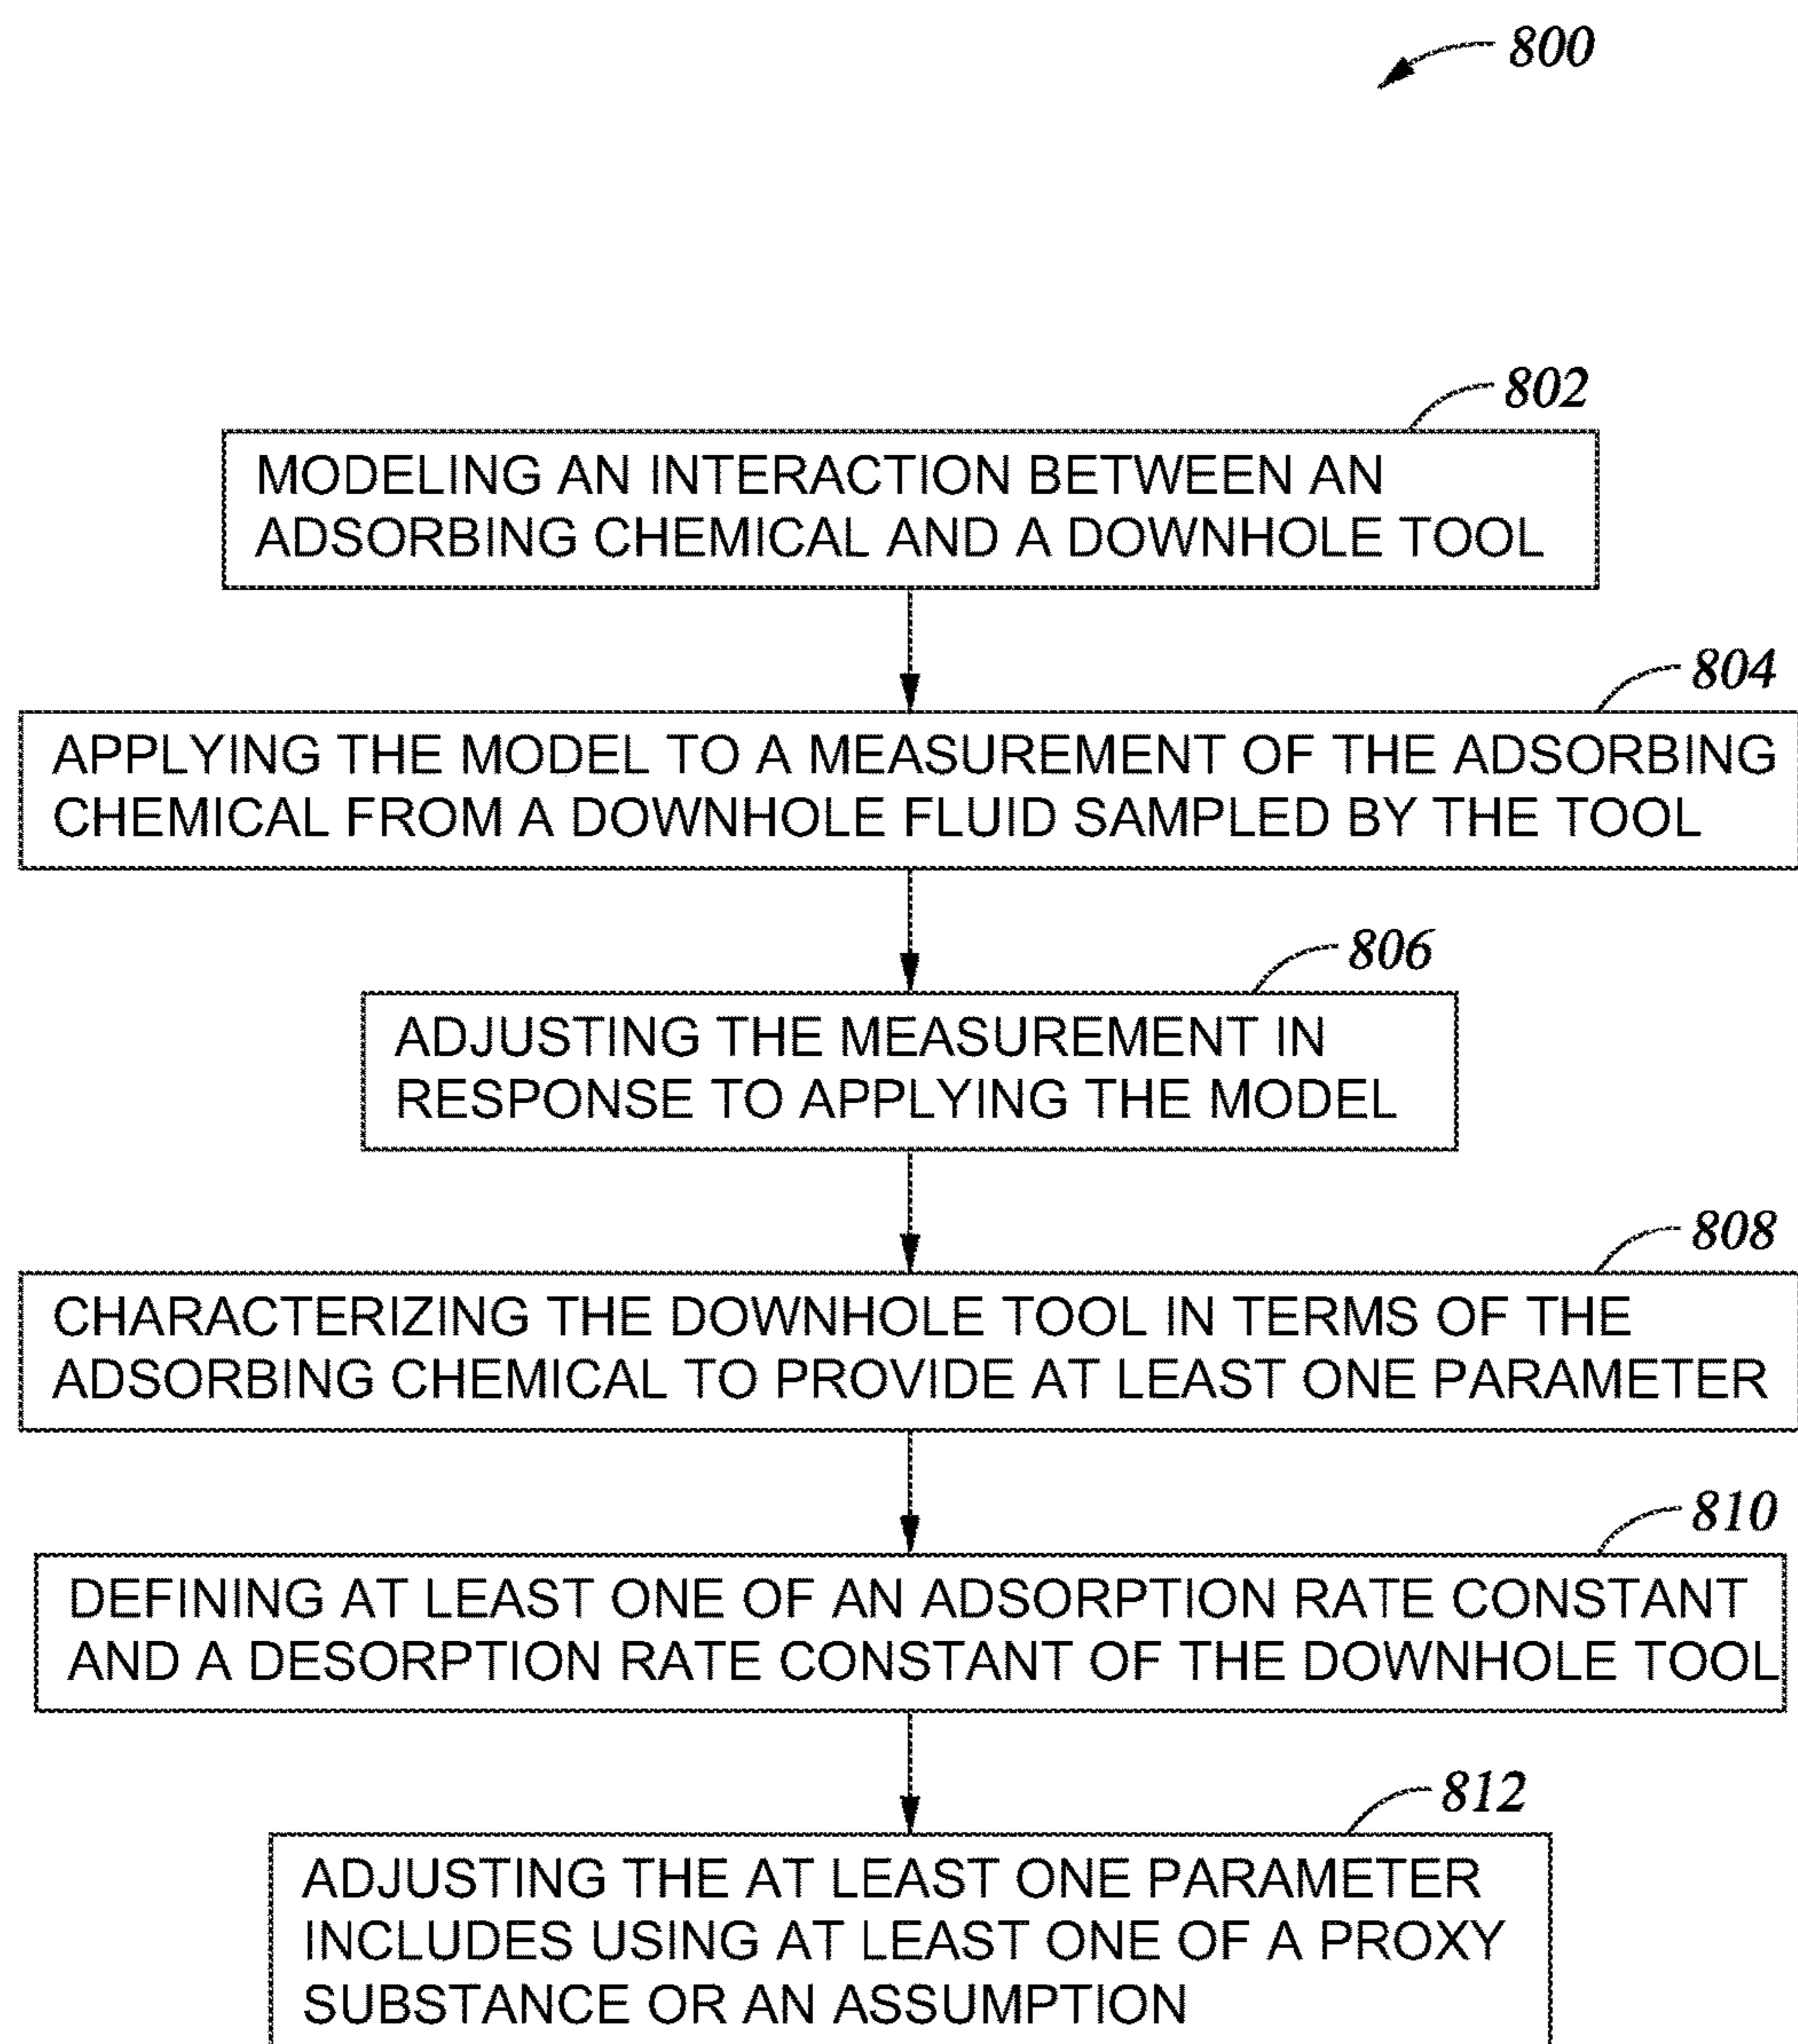 800
802
MODELING AN INTERACTION BETWEEN AN
ADSORBING CHEMICAL AND A DOWNHOLE TOOL
804
APPLYING THE MODEL TO A MEASUREMENT OF THE ADSORBING
CHEMICAL FROM A DOWNHOLE FLUID SAMPLED BY THE TOOL
806
ADJUSTING THE MEASUREMENT IN
RESPONSE TO APPLYING THE MODEL
808
CHARACTERIZING THE DOWNHOLE TOOL IN TERMS OF THE
ADSORBING CHEMICAL TO PROVIDE AT LEAST ONE PARAMETER
810
DEFINING AT LEAST ONE OF AN ADSORPTION RATE CONSTANT
AND A DESORPTION RATE CONSTANT OF THE DOWNHOLE TOOL
812
ADJUSTING THE AT LEAST ONE PARAMETER
INCLUDES USING AT LEAST ONE OF A PROXY
SUBSTANCE OR AN ASSUMPTION